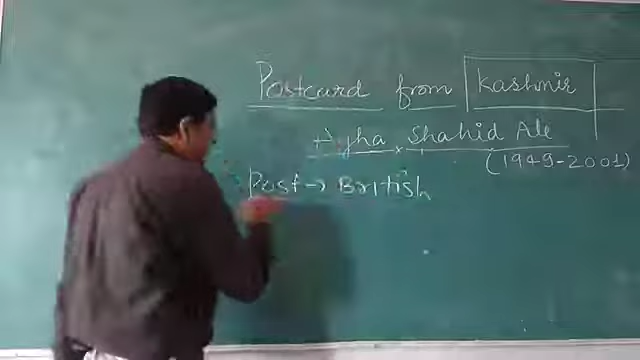 Postcard from Kashmir
Agha Shahid Ali
(1949-2001)
Post → British